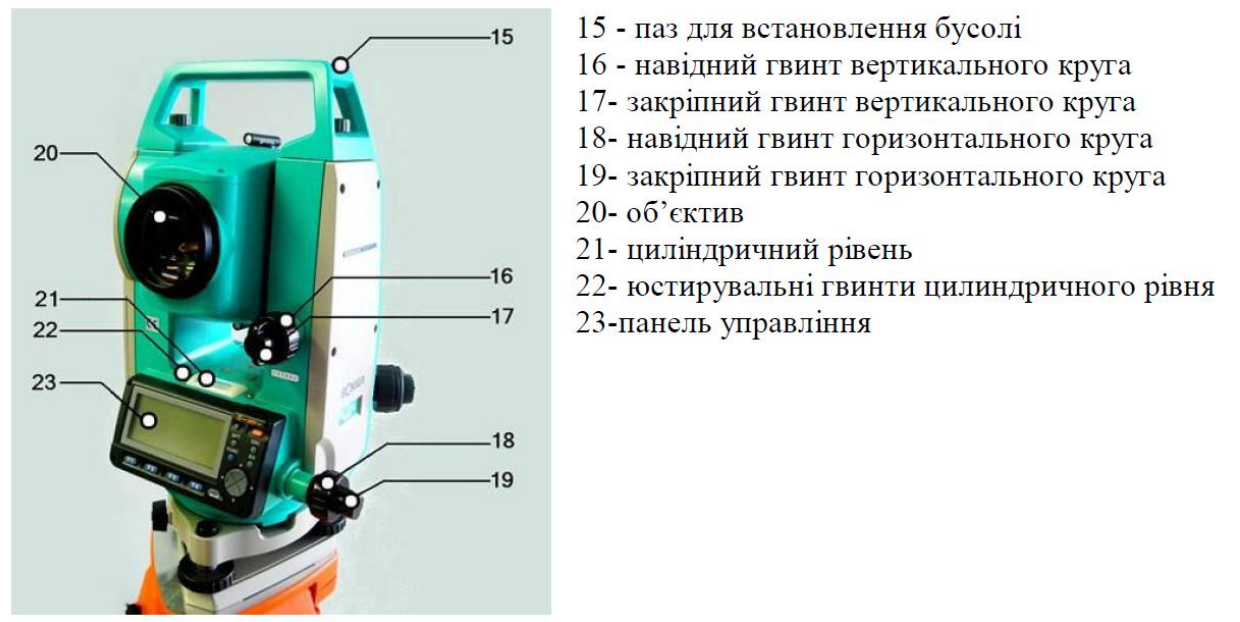 15 - паз для встановлення бусолі
16 - навідний гвинт вертикального круга
17- закріпний гвинт вертикального круга
18- навідний гвинт горизонтального круга
19- закріпний гвинт горизонтального круга
20- об’єктив
21- циліндричний рівень
22- юстирувальні гвинти цилиндричного рівня
23-панель управління
15
20
16
21
17
22
23
18
19